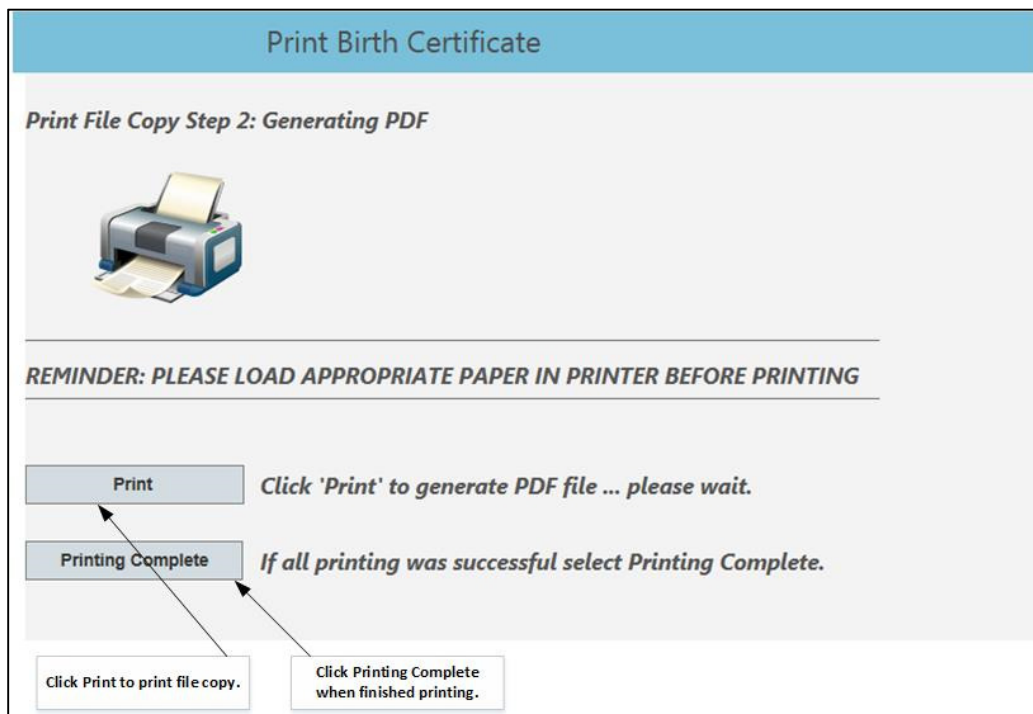 Print Birth Certificate
Print File Copy Step 2: Generating PDF
REMINDER: PLEASE LOAD APPROPRIATE PAPER IN PRINTER BEFORE PRINTING
Print
Click 'Print' to generate PDF file ... please wait.
Printing Complete
If all printing was successful select Printing Complete.
Click Print to print file copy.
Click Printing Complete
when finished printing.